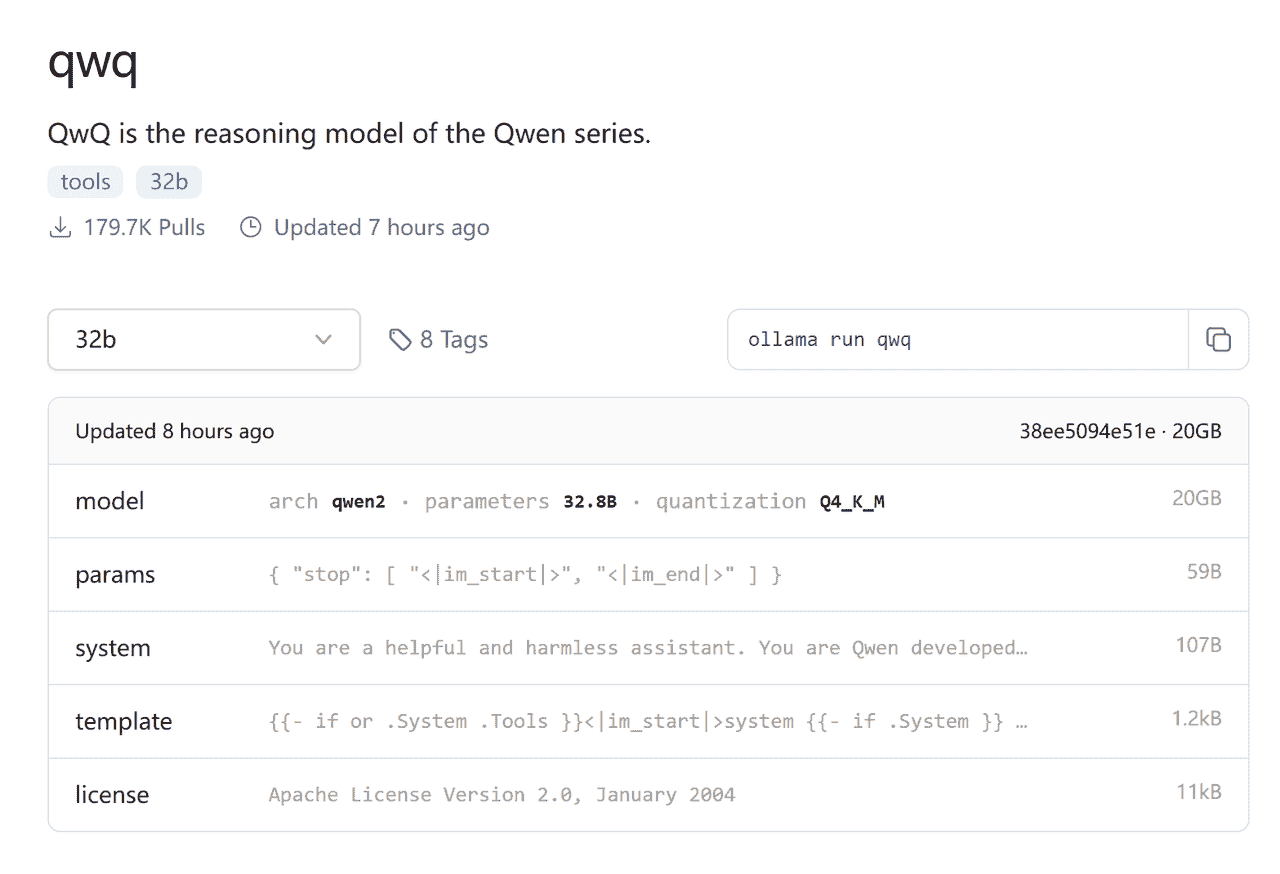 qwq
QwQ is the reasoning model of the Qwen series.
tools 32b
179.7K Pulls Updated 7 hours ago
32b 8 Tags ollama run qwq
Updated 8 hours ago 38ee5094e51e · 20GB
model arch qwen2 · parameters 32.8B · quantization Q4_K_M 20GB
params { "stop": [ "<|im_start|>", "<|im_end|>" ] } 59B
system You are a helpful and harmless assistant. You are Qwen developed… 107B
template {{- if or .System .Tools }}<|im_start|>system {{- if .System }} … 1.2kB
license Apache License Version 2.0, January 2004 11kB